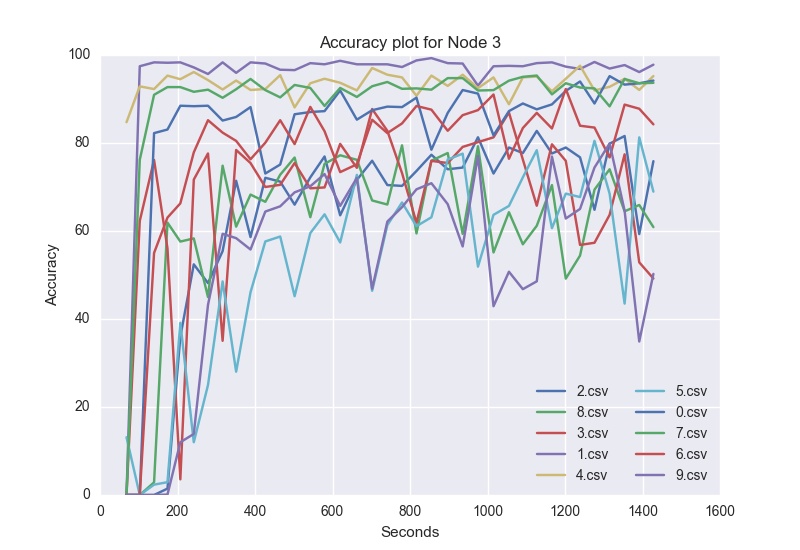 Accuracy plot for Node 3
100
80
60
40
20
0
Accuracy
0 200 400 600 800 1000 1200 1400 1600
Seconds
2.csv 5.csv
8.csv 0.csv
3.csv 7.csv
1.csv 6.csv
4.csv 9.csv